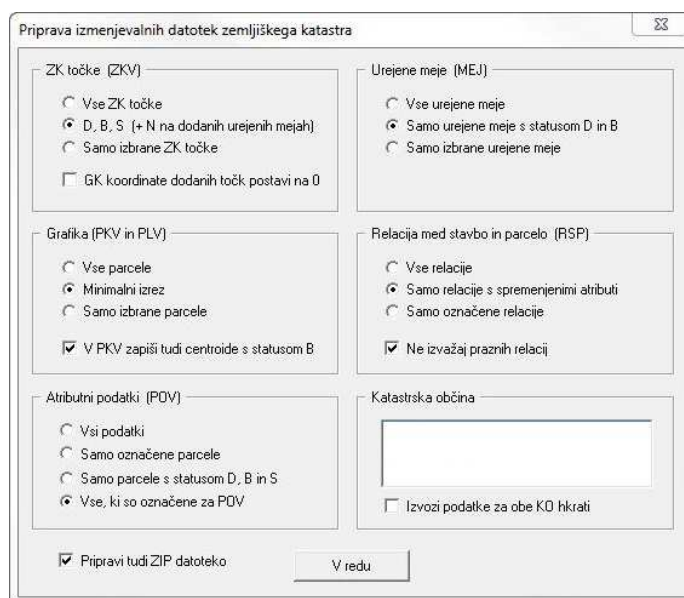 Priprava izmenjevalnih datotek zemljiškega katastra
ZK točke (ZKV)
Vse ZK točke
D, B, S (+ N na dodanih urejenih mejah)
Samo izbrane ZK točke
GK koordinate dodanih točk postavi na 0
Urejene meje (MEJ)
Vse urejene meje
Samo urejene meje s statusom D in B
Samo izbrane urejene meje
Grafika (PKV in PLV)
Vse parcele
Minimalni izrez
Samo izbrane parcele
V PKV zapiši tudi centroide s statusom B
Relacija med stavbo in parcelo (RSP)
Vse relacije
Samo relacije s spremenjenimi atributi
Samo označene relacije
Ne izvažaj praznih relacij
Atributni podatki (POV)
Vsi podatki
Samo označene parcele
Samo parcele s statusom D, B in S
Vse, ki so označene za POV
Katastrska občina
Izvozi podatke za obe KO hkrati
Pripravi tudi ZIP datoteko
V redu